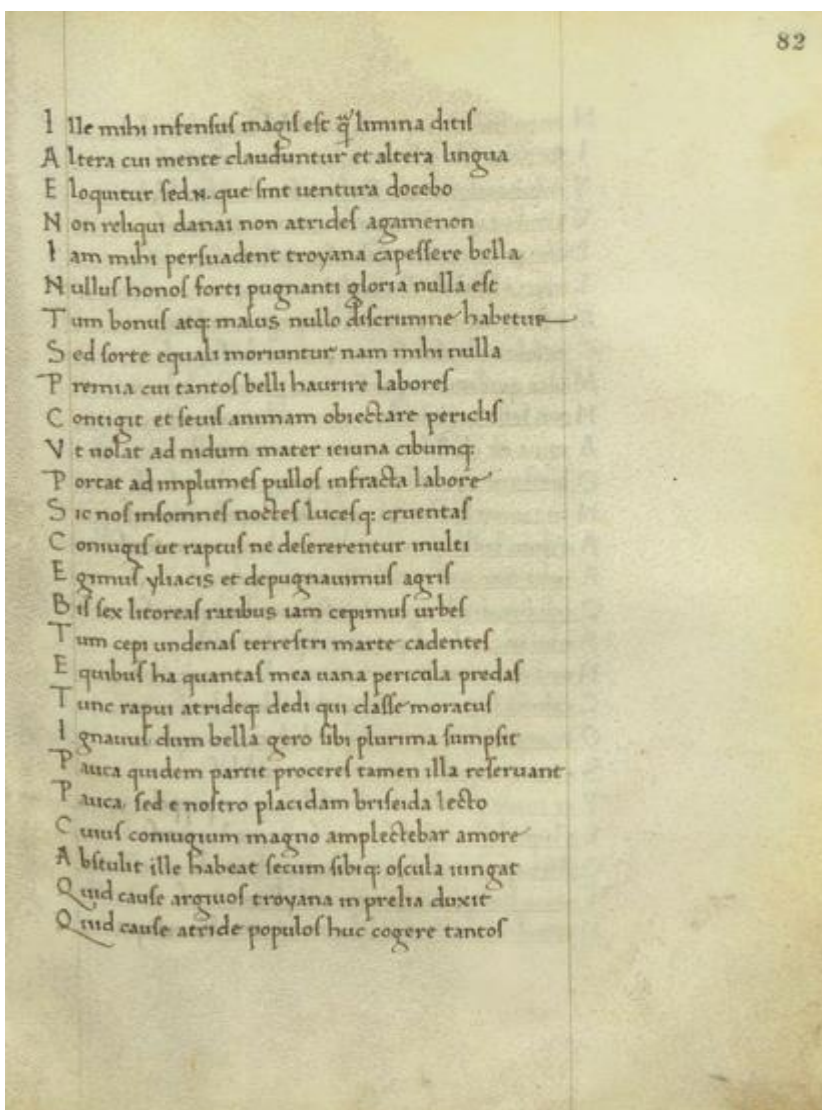 82
Ille mihi infensus magis est q̃ limina ditis
Altera cui mente clauduntur et altera lingua
Eloquitur sed .N. que sint uentura docebo
Non reliqui danai non atrides agamenon
Iam mihi persuadent troyana capessere bella
Nullus honos forti pugnanti gloria nulla est
Tum bonus atq: malus nullo discrimine habetur
Sed sorte equali moriuntur nam mihi nulla
Premia cui tantos belli haurire labores
Contigit et seuis animam obiectare periclis
Vt uolat ad nidum mater ieiuna cibumq:
Portat ad implumes pullos infracta labore
Sic nos insomnes noctes lucesq: cruentas
Coniugis ut raptus ne desererentur inulti
Egimus yliacis et depugnauimus agris
Bis sex litoreas ratibus iam cepimus urbes
Tum cepi undenas terrestri marte cadentes
E quibus ha quantas mea uana pericula predas
Tunc rapui atrideq: dedi qui classe moratus
Ignauus dum bella gero sibi plurima sumpsit
Pauca quidem partit proceres tamen illa reseruant
Pauca, sed e nostro placidam briseida lecto
Cuius coniugium magno amplectebar amore
Abstulit ille habeat secum sibiq: oscula iungat
Quid cause argiuos troyana in prelia duxit
Quid cause atride populos huc cogere tantos